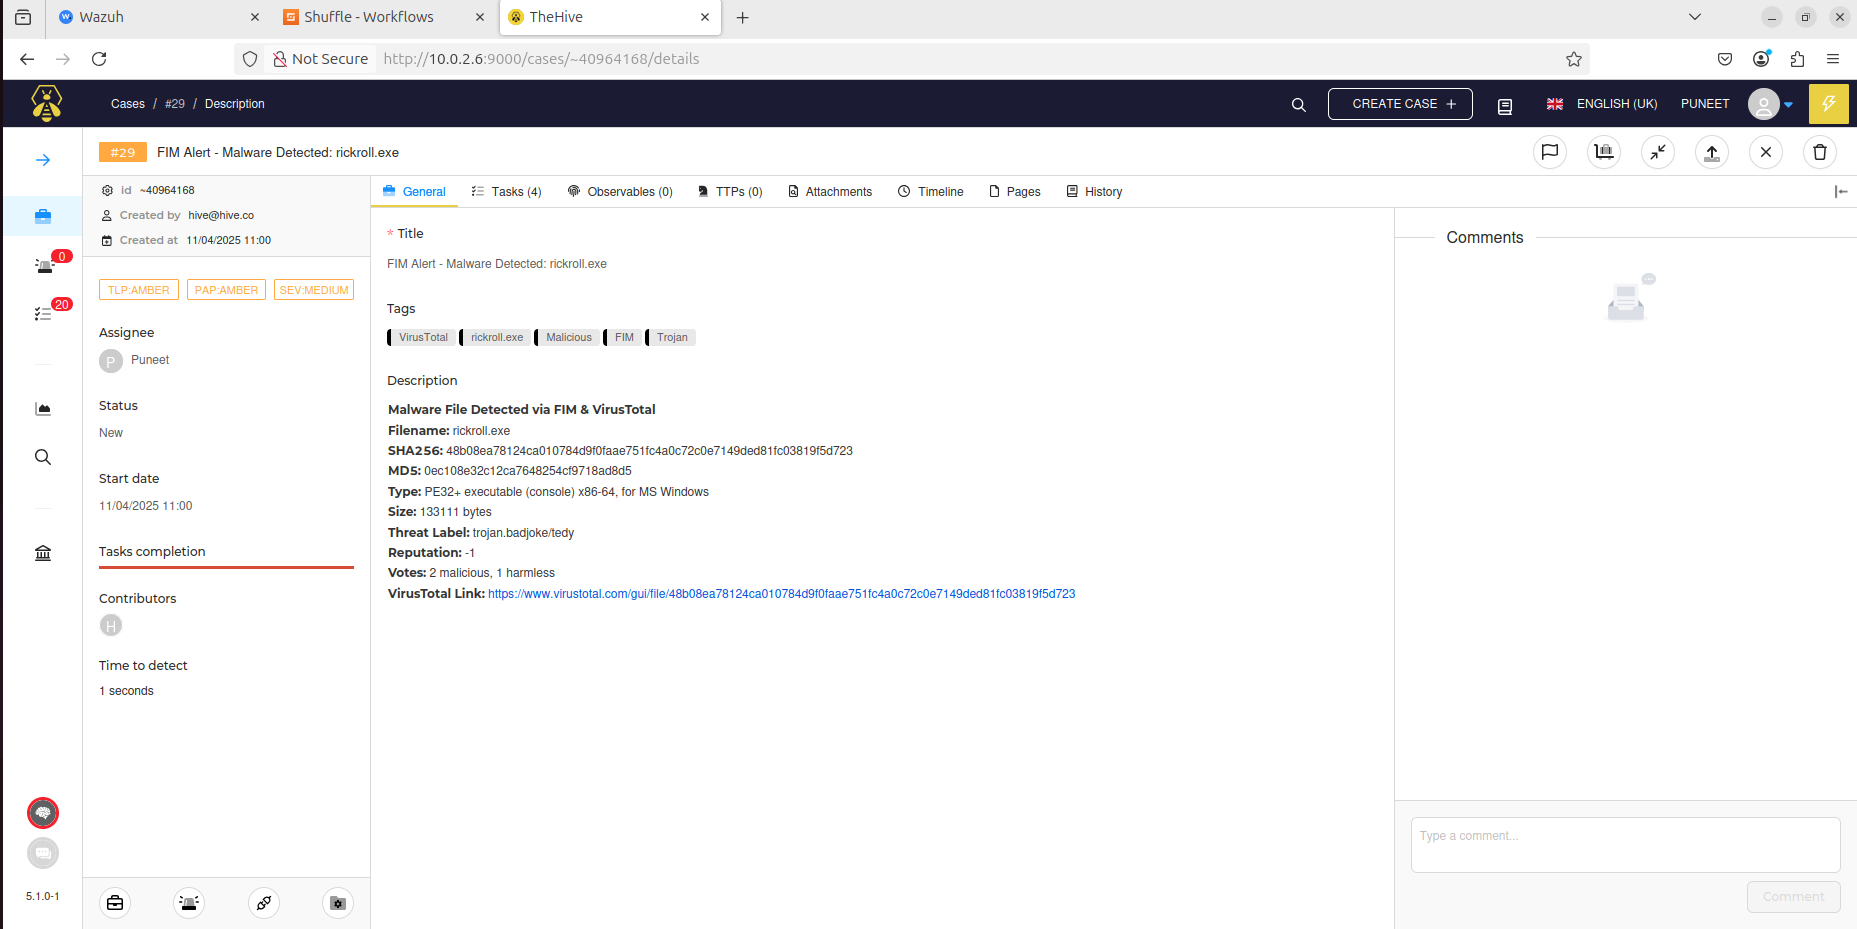 Wazuh
Shuffle - Workflows
TheHive
Not Secure
http://10.0.2.6:9000/cases/~40964168/details
Cases / #29 / Description
CREATE CASE +
ENGLISH (UK)
PUNEET
#29 FIM Alert - Malware Detected: rickroll.exe
id ~40964168
Created by hive@hive.co
Created at 11/04/2025 11:00
TLP:AMBER PAP:AMBER SEV:MEDIUM
Assignee
P Puneet
Status
New
Start date
11/04/2025 11:00
Tasks completion
Contributors
H
Time to detect
1 seconds
0
20
5.1.0-1
General Tasks (4) Observables (0) TTPs (0) Attachments Timeline Pages History
* Title
FIM Alert - Malware Detected: rickroll.exe
Tags
VirusTotal rickroll.exe Malicious FIM Trojan
Description
Malware File Detected via FIM & VirusTotal
Filename: rickroll.exe
SHA256: 48b08ea78124ca010784d9f0faae751fc4a0c72c0e7149ded81fc03819f5d723
MD5: 0ec108e32c12ca7648254cf9718ad8d5
Type: PE32+ executable (console) x86-64, for MS Windows
Size: 133111 bytes
Threat Label: trojan.badjoke/tedy
Reputation: -1
Votes: 2 malicious, 1 harmless
VirusTotal Link: https://www.virustotal.com/gui/file/48b08ea78124ca010784d9f0faae751fc4a0c72c0e7149ded81fc03819f5d723
Comments
Type a comment...
Comment